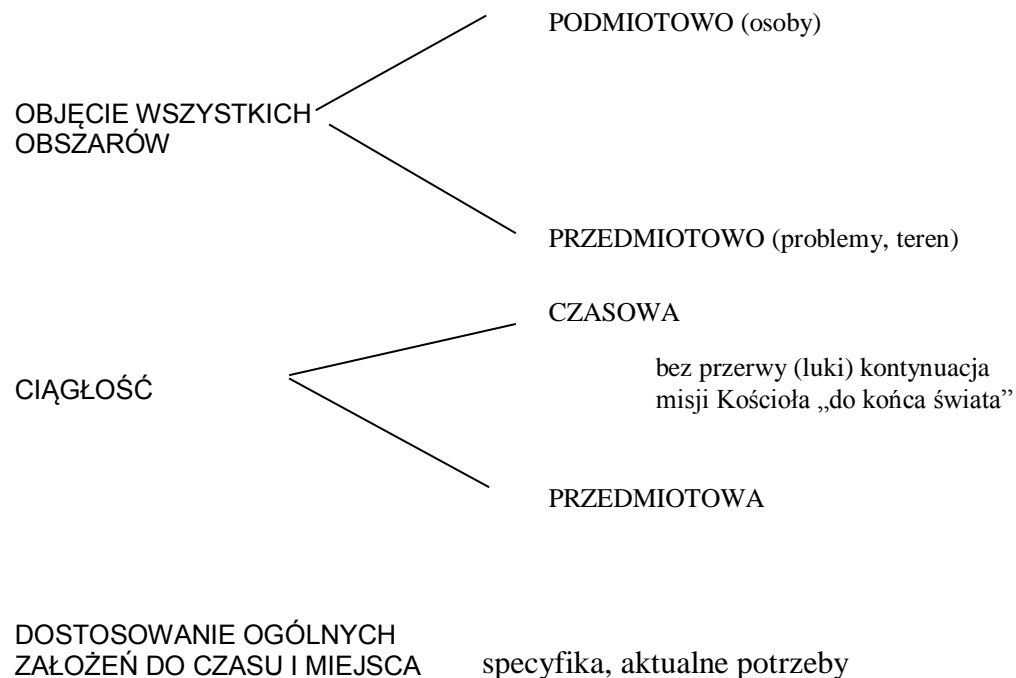 PODMIOTOWO (osoby)
OBJĘCIE WSZYSTKICH
OBSZARÓW
PRZEDMIOTOWO (problemy, teren)
CZASOWA
bez przerwy (luki) kontynuacja
misji Kościoła „do końca świata”
CIĄGŁOŚĆ
PRZEDMIOTOWA
DOSTOSOWANIE OGÓLNYCH
ZAŁOŻEŃ DO CZASU I MIEJSCA specyfika, aktualne potrzeby